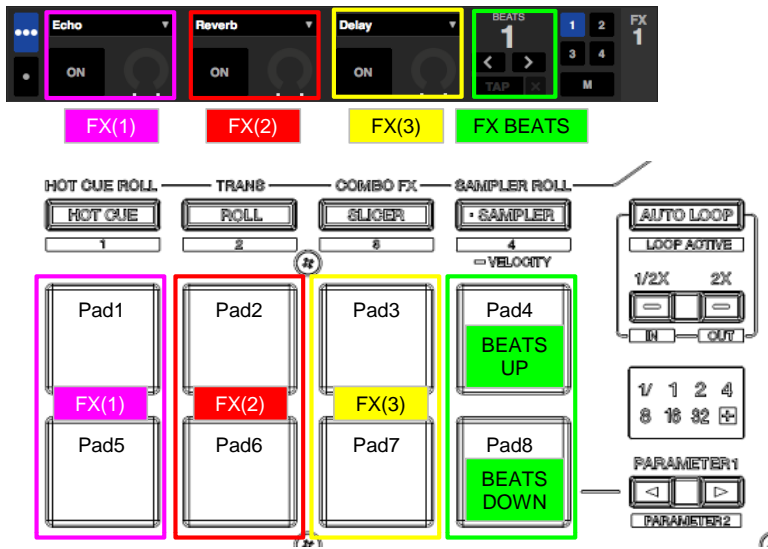 Echo Reverb Delay BEATS 1 2 FX
1 1
ON ON ON 3 4
TAP × M
FX(1) FX(2) FX(3) FX BEATS
HOT CUE ROLL TRANS COMBO FX SAMPLER ROLL
HOT CUE ROLL SLICER SAMPLER AUTO LOOP
1 2 3 4 LOOP ACTIVE
VELOCITY
1/2X 2X
Pad1 Pad2 Pad3 Pad4
BEATS
UP
IN OUT
FX(1) FX(2) FX(3)
1/ 1 2 4
8 16 32
Pad5 Pad6 Pad7 Pad8
BEATS
DOWN
PARAMETER1
PARAMETER2